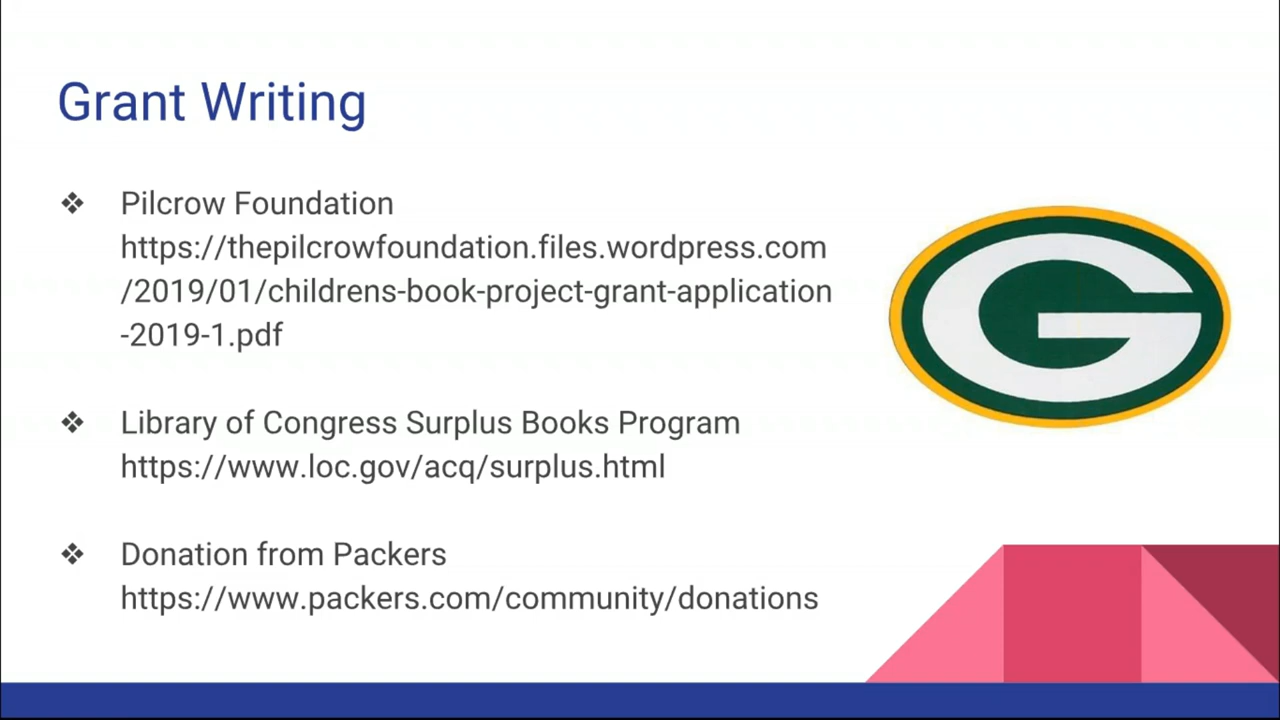 Grant Writing
❖ Pilcrow Foundation
https://thepilcrowfoundation.files.wordpress.com
/2019/01/childrens-book-project-grant-application
-2019-1.pdf
❖ Library of Congress Surplus Books Program
https://www.loc.gov/acq/surplus.html
❖ Donation from Packers
https://www.packers.com/community/donations
G